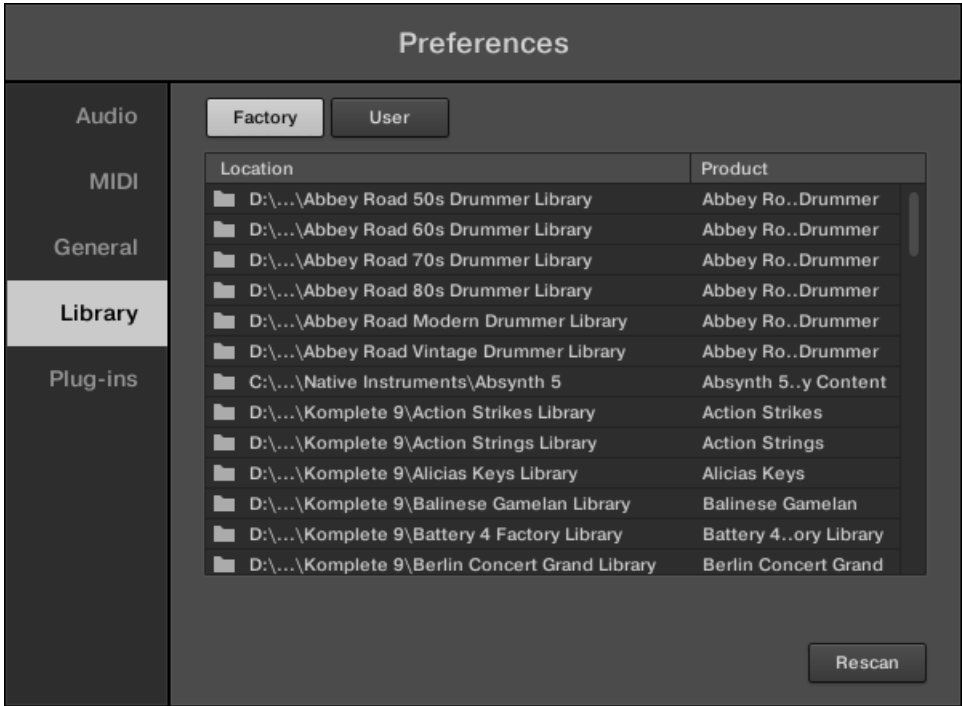 Preferences
Audio
MIDI
General
Library
Plug-ins
Factory User
Location Product
D:\...\Abbey Road 50s Drummer Library Abbey Ro..Drummer
D:\...\Abbey Road 60s Drummer Library Abbey Ro..Drummer
D:\...\Abbey Road 70s Drummer Library Abbey Ro..Drummer
D:\...\Abbey Road 80s Drummer Library Abbey Ro..Drummer
D:\...\Abbey Road Modern Drummer Library Abbey Ro..Drummer
D:\...\Abbey Road Vintage Drummer Library Abbey Ro..Drummer
C:\...\Native Instruments\Absynth 5 Absynth 5..y Content
D:\...\Komplete 9\Action Strikes Library Action Strikes
D:\...\Komplete 9\Action Strings Library Action Strings
D:\...\Komplete 9\Alicias Keys Library Alicias Keys
D:\...\Komplete 9\Balinese Gamelan Library Balinese Gamelan
D:\...\Komplete 9\Battery 4 Factory Library Battery 4..ory Library
D:\...\Komplete 9\Berlin Concert Grand Library Berlin Concert Grand
Rescan